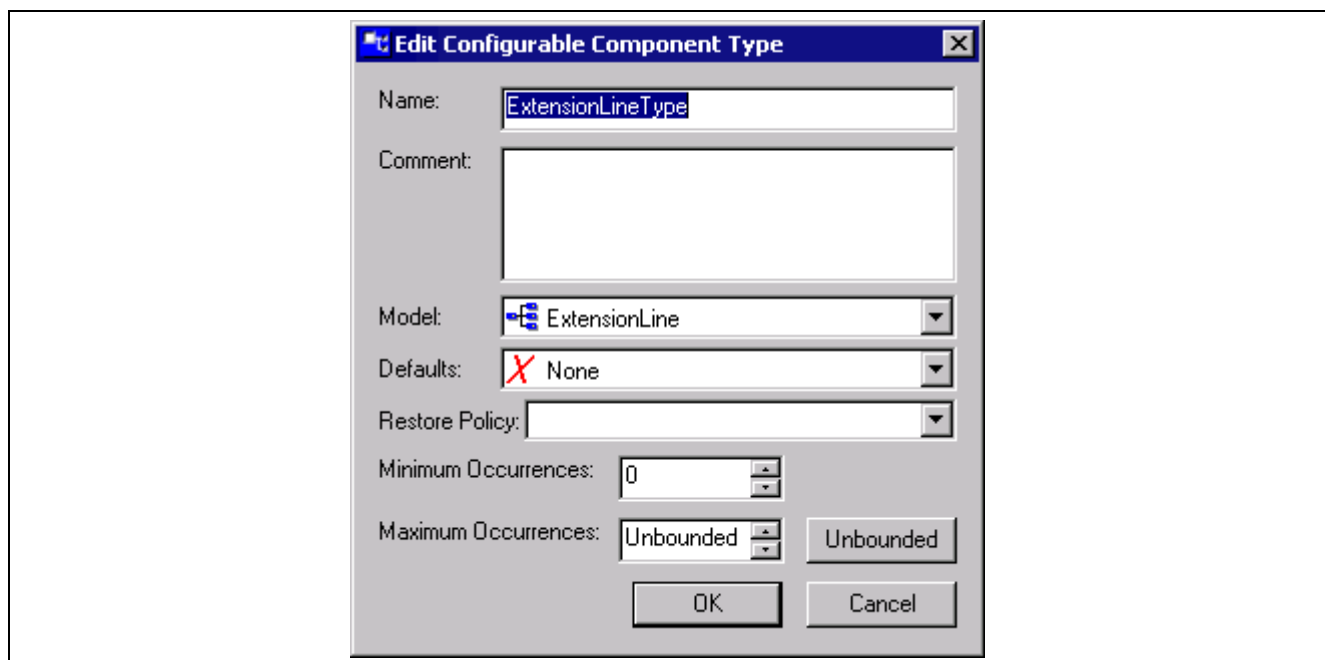 Edit Configurable Component Type
Name: ExtensionLineType
Comment:
Model: ExtensionLine
Defaults: None
Restore Policy:
Minimum Occurrences: 0
Maximum Occurrences: Unbounded Unbounded
OK Cancel